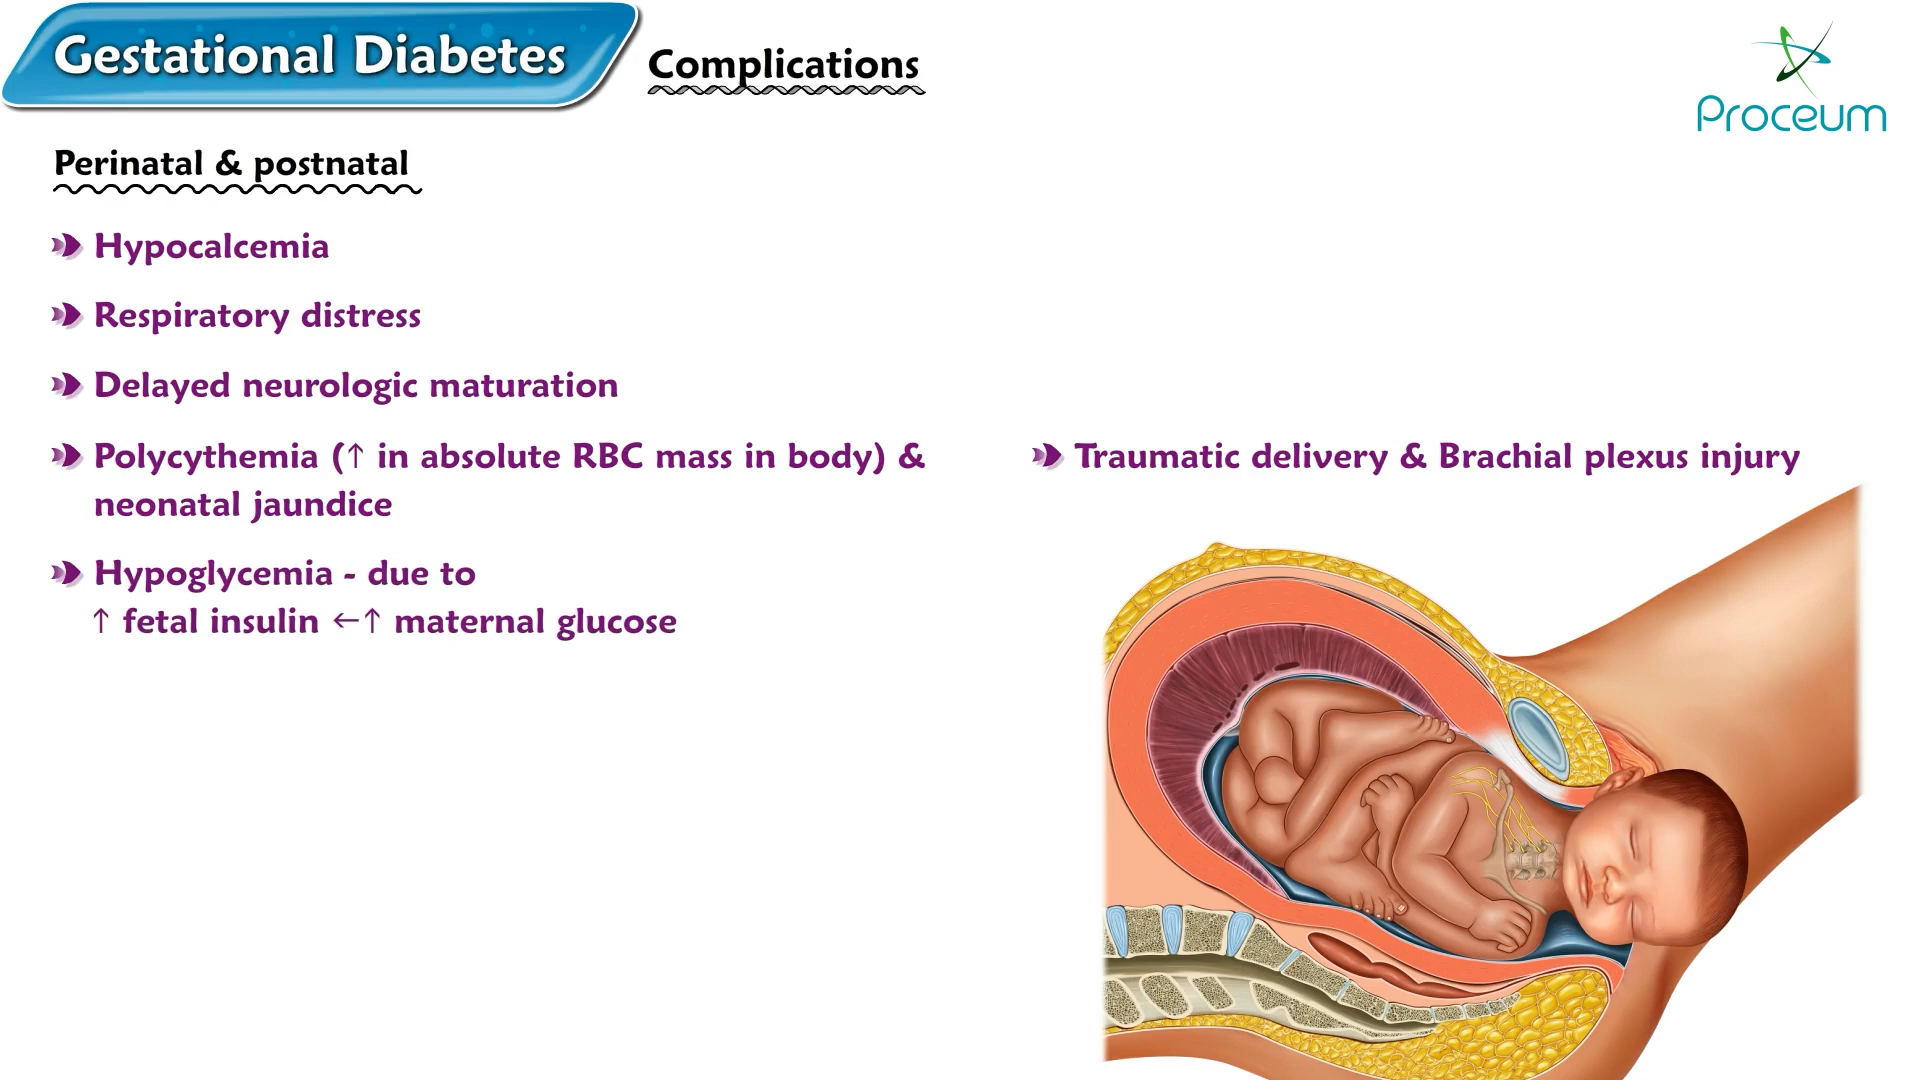 Gestational Diabetes
Complications
Proceum
Perinatal & postnatal
Hypocalcemia
Respiratory distress
Delayed neurologic maturation
Polycythemia (↑ in absolute RBC mass in body) &
neonatal jaundice
Hypoglycemia - due to
↑ fetal insulin ←↑ maternal glucose
Traumatic delivery & Brachial plexus injury